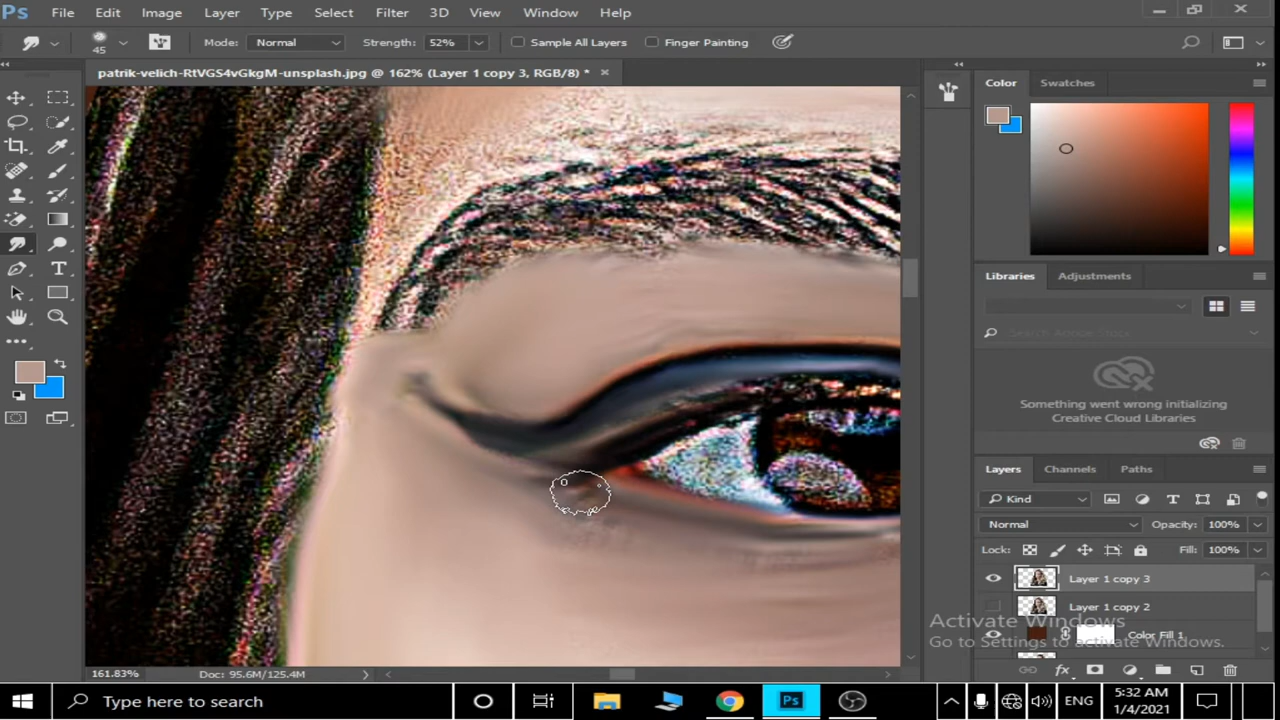 Ps File Edit Image Layer Type Select Filter 3D View Window Help
45 Mode: Normal Strength: 52% Sample All Layers Finger Painting
patrik-velich-RtVGS4vGkgM-unsplash.jpg @ 162% (Layer 1 copy 3, RGB/8) * ×
Color Swatches
Libraries Adjustments
Search Adobe Stock
Something went wrong initializing
Creative Cloud Libraries
Layers Channels Paths
Kind
Normal Opacity: 100%
Lock: Fill: 100%
Layer 1 copy 3
Layer 1 copy 2
Color Fill 1
Activate Windows
Go to Settings to activate Windows.
161.83% Doc: 95.6M/125.4M
Type here to search
Ps
ENG
5:32 AM
1/4/2021